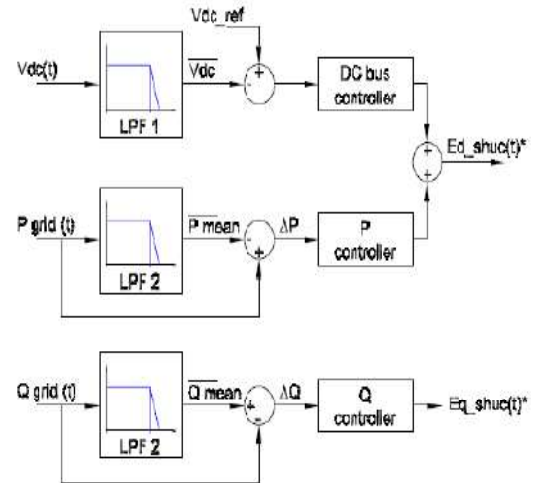 Vdc_ref
Vdc(t)
Vdc
+
-
DC bus
controller
LPF 1
+
+
Ed_shuc(t)*
P grid (t)
P mean
-
+
ΔP
P
controller
LPF 2
Q grid (t)
Q mean
+
-
ΔQ
Q
controller
Eq_shuc(t)*
LPF 2